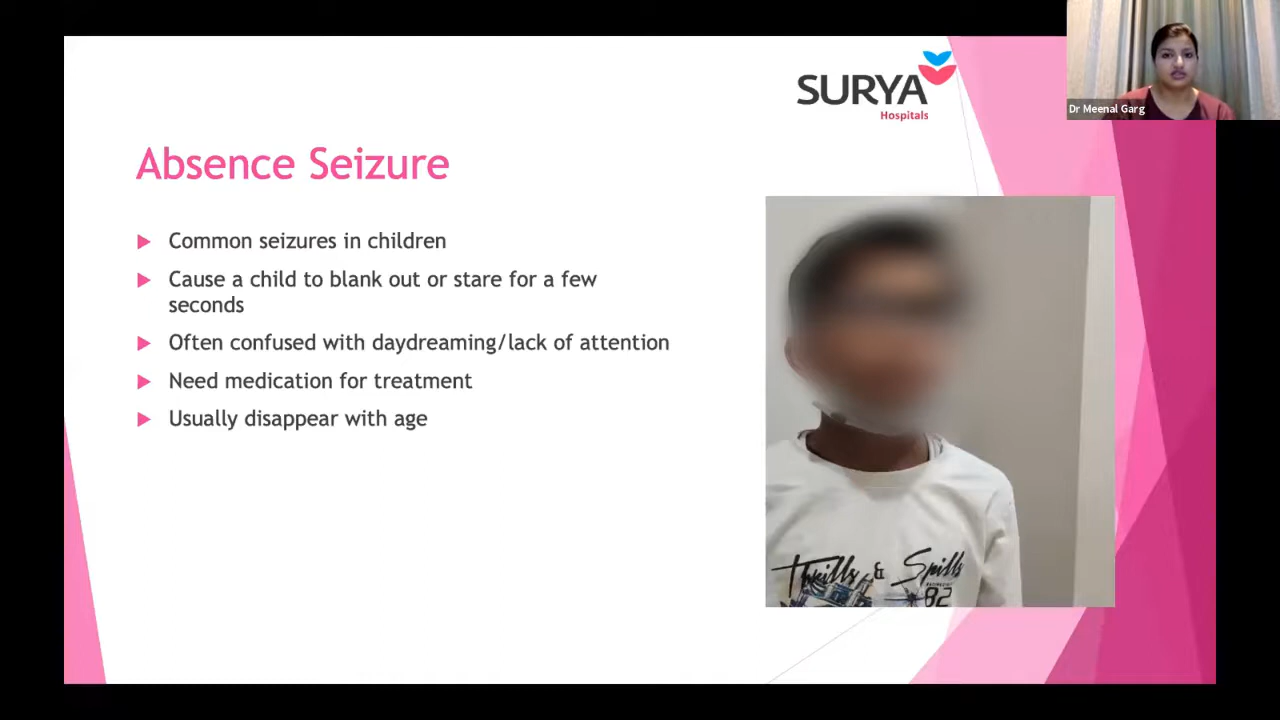 SURYA
Hospitals
Dr Meenal Garg
Absence Seizure
Common seizures in children
Cause a child to blank out or stare for a few
seconds
Often confused with daydreaming/lack of attention
Need medication for treatment
Usually disappear with age
Thrills & Spills
82